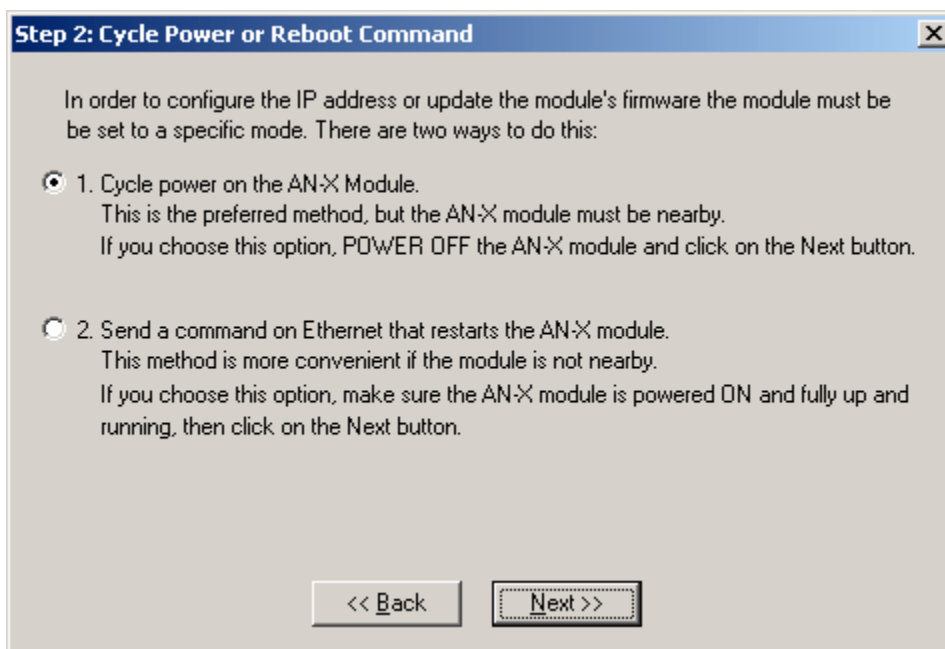 Step 2: Cycle Power or Reboot Command
In order to configure the IP address or update the module's firmware the module must be
be set to a specific mode. There are two ways to do this:
1. Cycle power on the AN-X Module.
This is the preferred method, but the AN-X module must be nearby.
If you choose this option, POWER OFF the AN-X module and click on the Next button.
2. Send a command on Ethernet that restarts the AN-X module.
This method is more convenient if the module is not nearby.
If you choose this option, make sure the AN-X module is powered ON and fully up and
running, then click on the Next button.
<< Back
Next >>